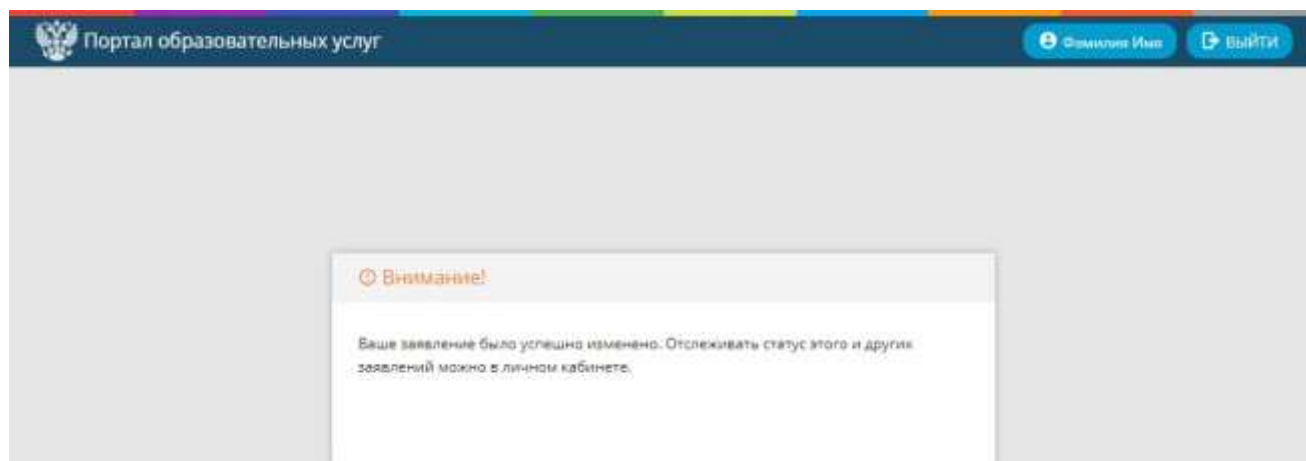 Портал образовательных услуг
Фамилия Имя
ВЫЙТИ
Внимание!
Ваше заявление было успешно изменено. Отслеживать статус этого и других
заявлений можно в личном кабинете.